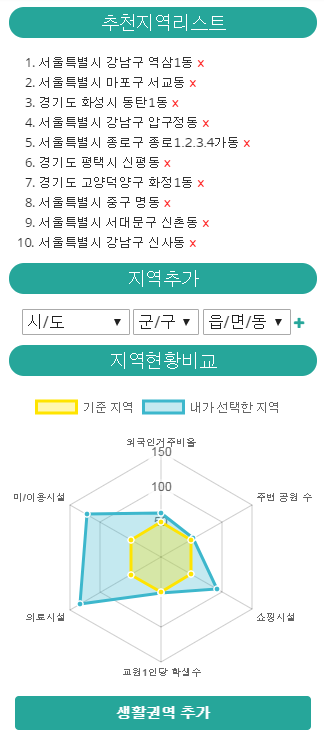 추천지역리스트
1. 서울특별시 강남구 역삼1동 x
2. 서울특별시 마포구 서교동 x
3. 경기도 화성시 동탄1동 x
4. 서울특별시 강남구 압구정동 x
5. 서울특별시 종로구 종로1.2.3.4가동 x
6. 경기도 평택시 신평동 x
7. 경기도 고양덕양구 화정1동 x
8. 서울특별시 중구 명동 x
9. 서울특별시 서대문구 신촌동 x
10. 서울특별시 강남구 신사동 x
지역추가
시/도 ▼ 군/구 ▼ 읍/면/동 ▼ +
지역현황비교
기준 지역 내가 선택한 지역
외국인거주비율
150
미/이용시설 100 주변 공원 수
50
의료시설 쇼핑시설
교원1인당 학생수
생활권역 추가